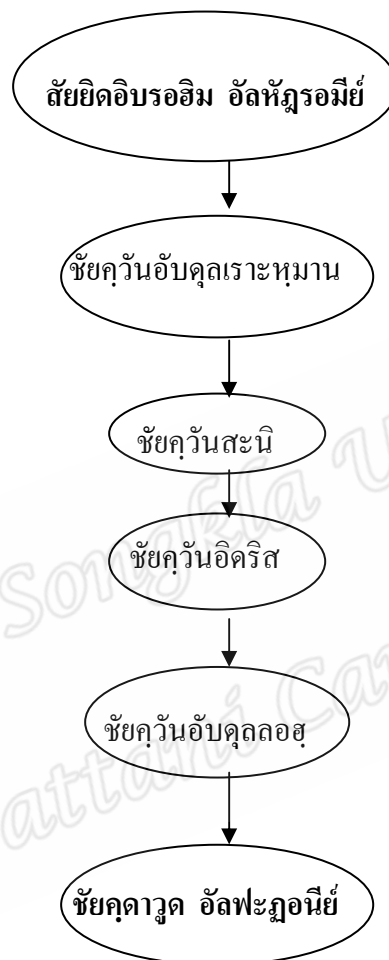 สัยยิดอิบรอฮิม อัลหัฎรอมีย์
ชัยคฺวันอับดุลเราะหฺมาน
ชัยคฺวันสะนิ
ชัยคฺวันอิดริส
ชัยคฺวันอับดุลลอฮฺ
ชัยคฺดาวูด อัลฟะฏอนีย์